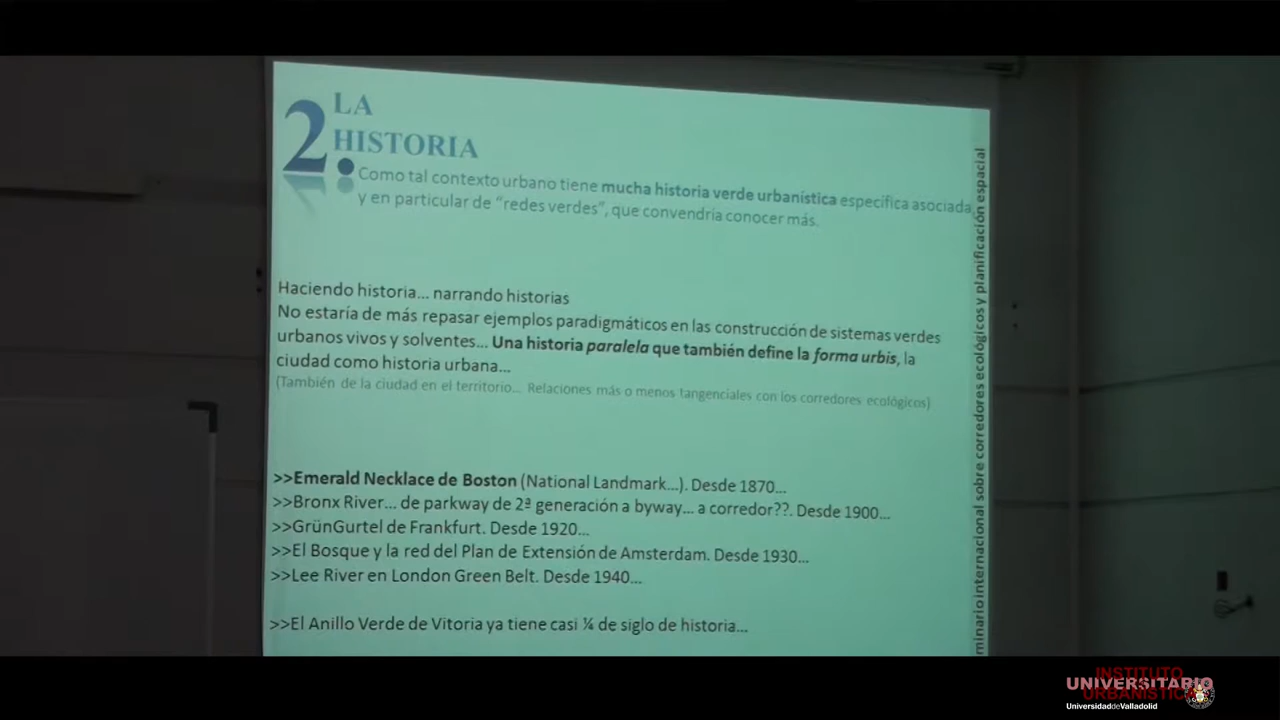 2.
LA
HISTORIA
Como tal contexto urbano tiene mucha historia verde urbanística específica asociada,
y en particular de “redes verdes”, que convendría conocer más.
Haciendo historia... narrando historias
No estaría de más repasar ejemplos paradigmáticos en las construcción de sistemas verdes
urbanos vivos y solventes... Una historia paralela que también define la forma urbis, la
ciudad como historia urbana...
(También de la ciudad en el territorio... Relaciones más o menos tangenciales con los corredores ecológicos)
>>Emerald Necklace de Boston (National Landmark...). Desde 1870...
>>Bronx River... de parkway de 2ª generación a byway... a corredor??. Desde 1900...
>>GrünGurtel de Frankfurt. Desde 1920...
>>El Bosque y la red del Plan de Extensión de Amsterdam. Desde 1930...
>>Lee River en London Green Belt. Desde 1940...
>>El Anillo Verde de Vitoria ya tiene casi ¼ de siglo de historia...
minario internacional sobre corredores ecológicos y planificación espacial
INSTITUTO
UNIVERSITARIO
URBANÍSTICA
Universidad de Valladolid